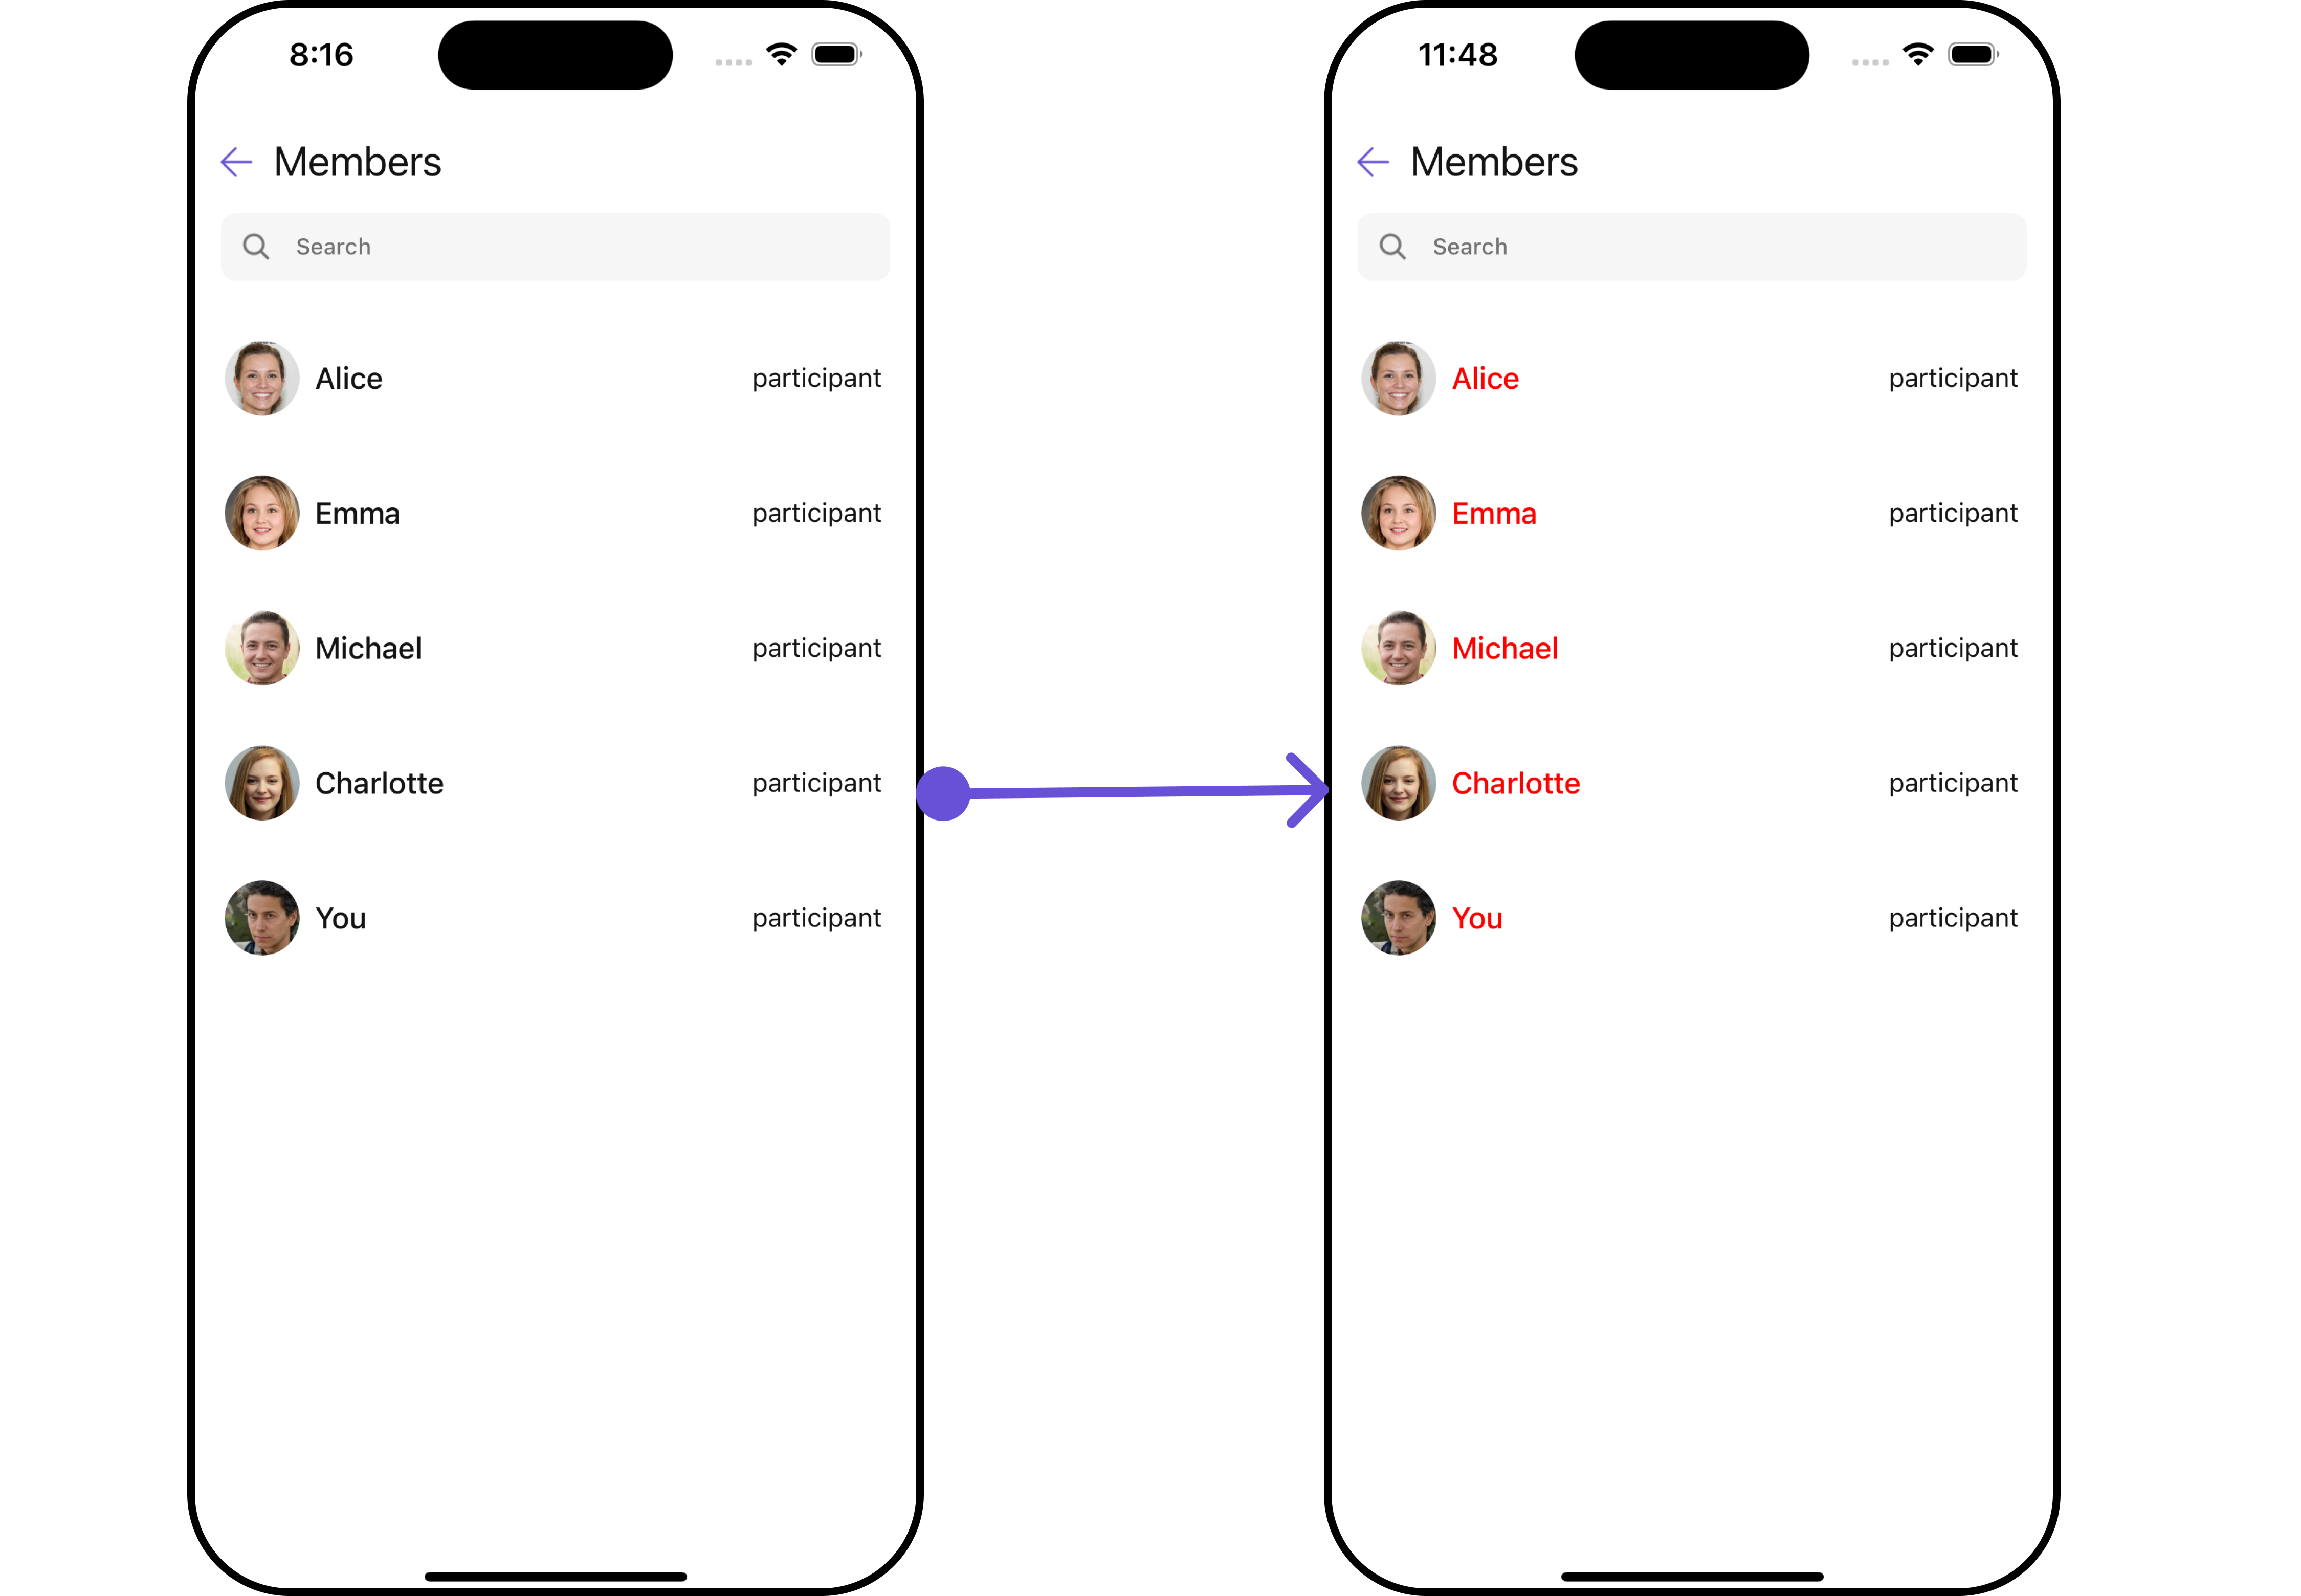 8:16
Members
Search
Alice participant
Emma participant
Michael participant
Charlotte participant
You participant
11:48
Members
Search
Alice participant
Emma participant
Michael participant
Charlotte participant
You participant